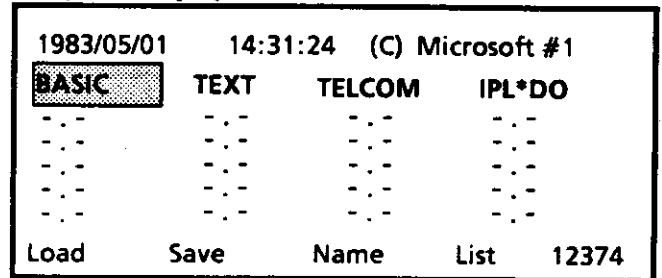 1983/05/01 14:31:24 (C) Microsoft #1
BASIC TEXT TELCOM IPL*DO
- . - - . - - . - - . -
- . - - . - - . - - . -
- . - - . - - . - - . -
- . - - . - - . - - . -
- . - - . - - . - - . -
Load Save Name List 12374